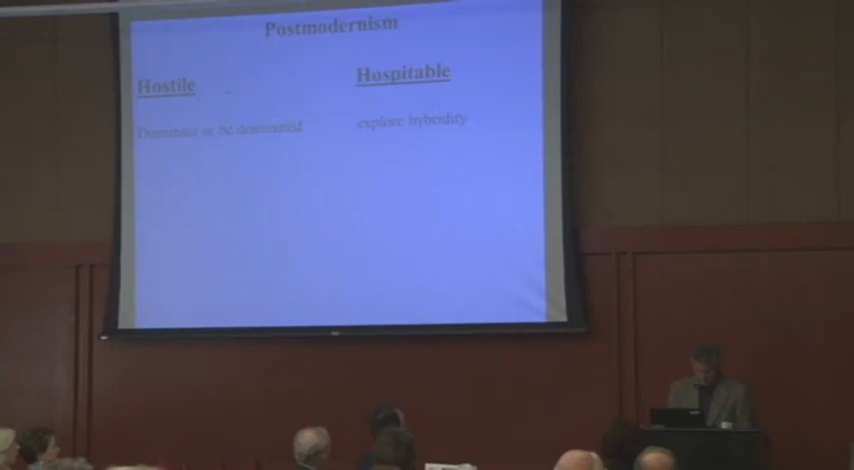 Postmodernism
Hostile
Hospitable
Dominate or be dominated
explore hybridity